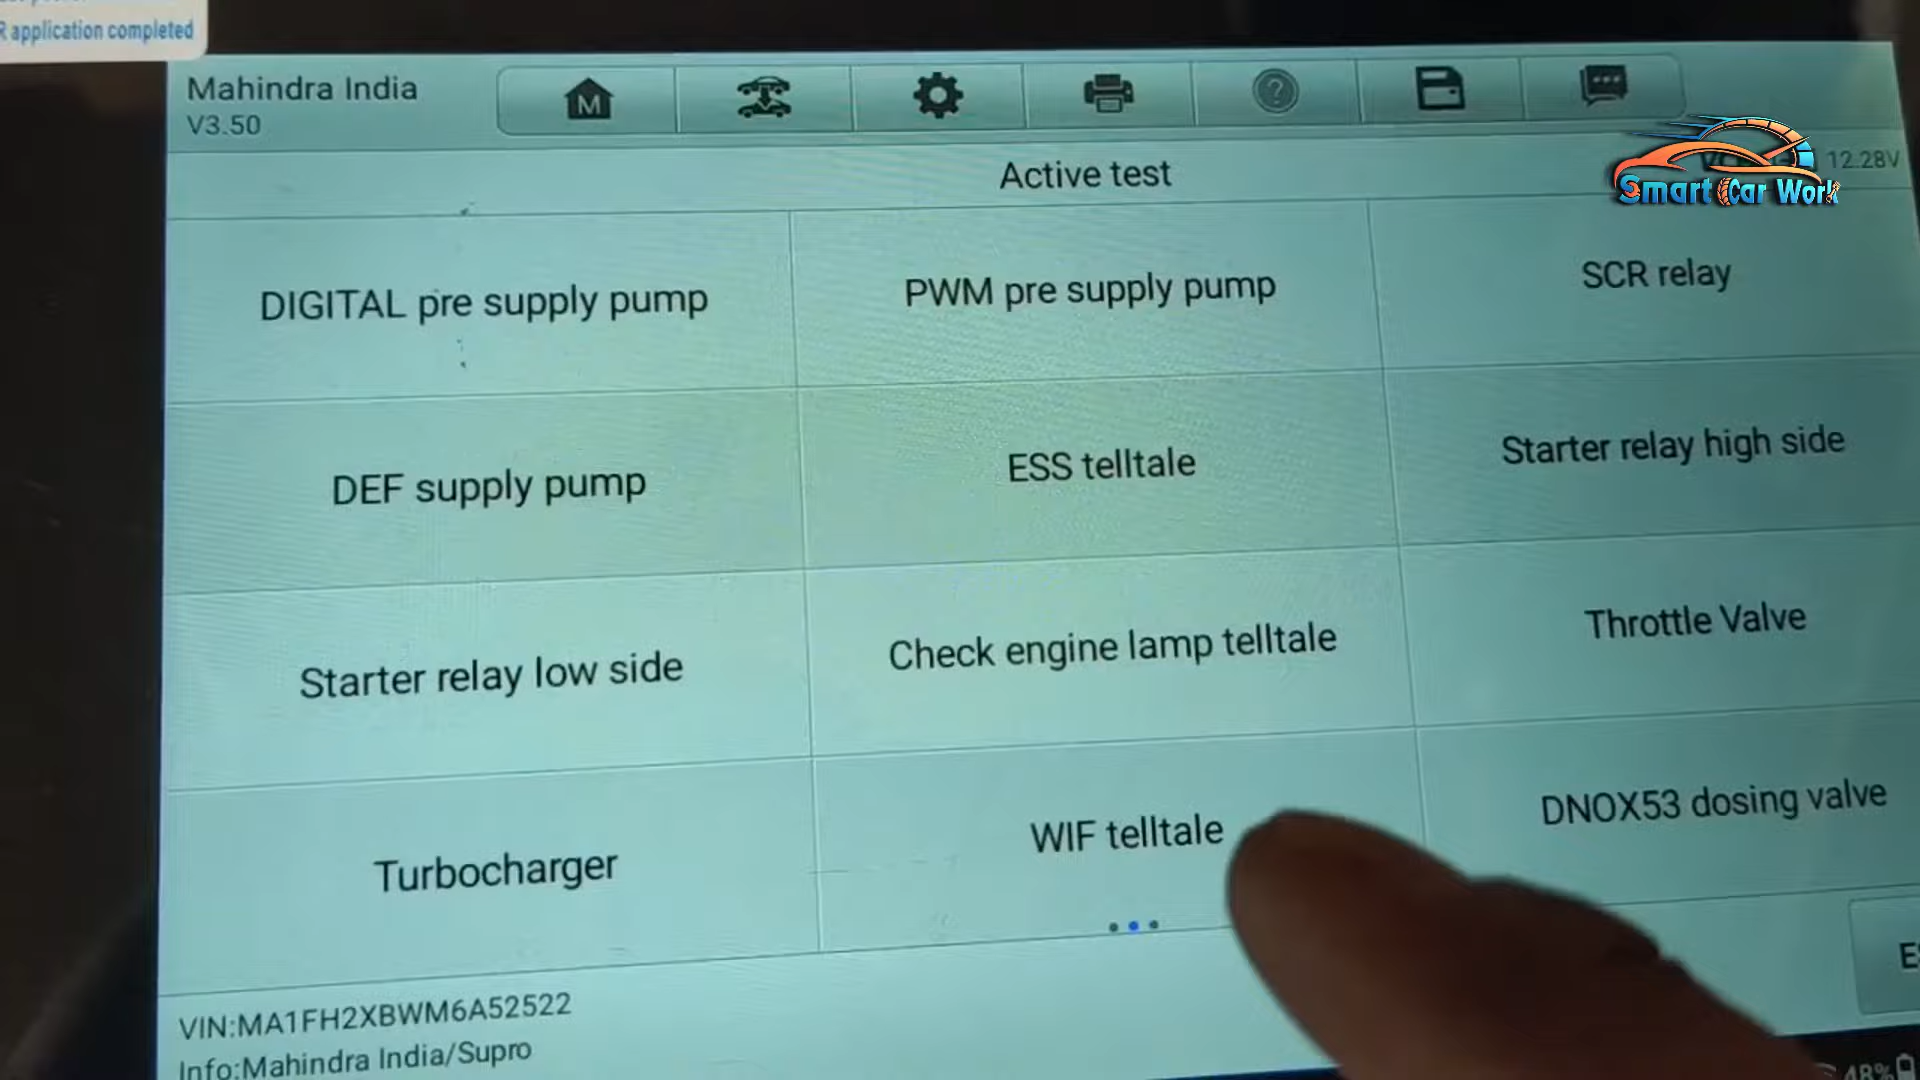 application completed
Mahindra India
V3.50
M
Active test
12.28V
Smart Car Work
DIGITAL pre supply pump
PWM pre supply pump
SCR relay
DEF supply pump
ESS telltale
Starter relay high side
Starter relay low side
Check engine lamp telltale
Throttle Valve
Turbocharger
WIF telltale
DNOX53 dosing valve
VIN:MA1FH2XBWM6A52522
Info:Mahindra India/Supro
48%